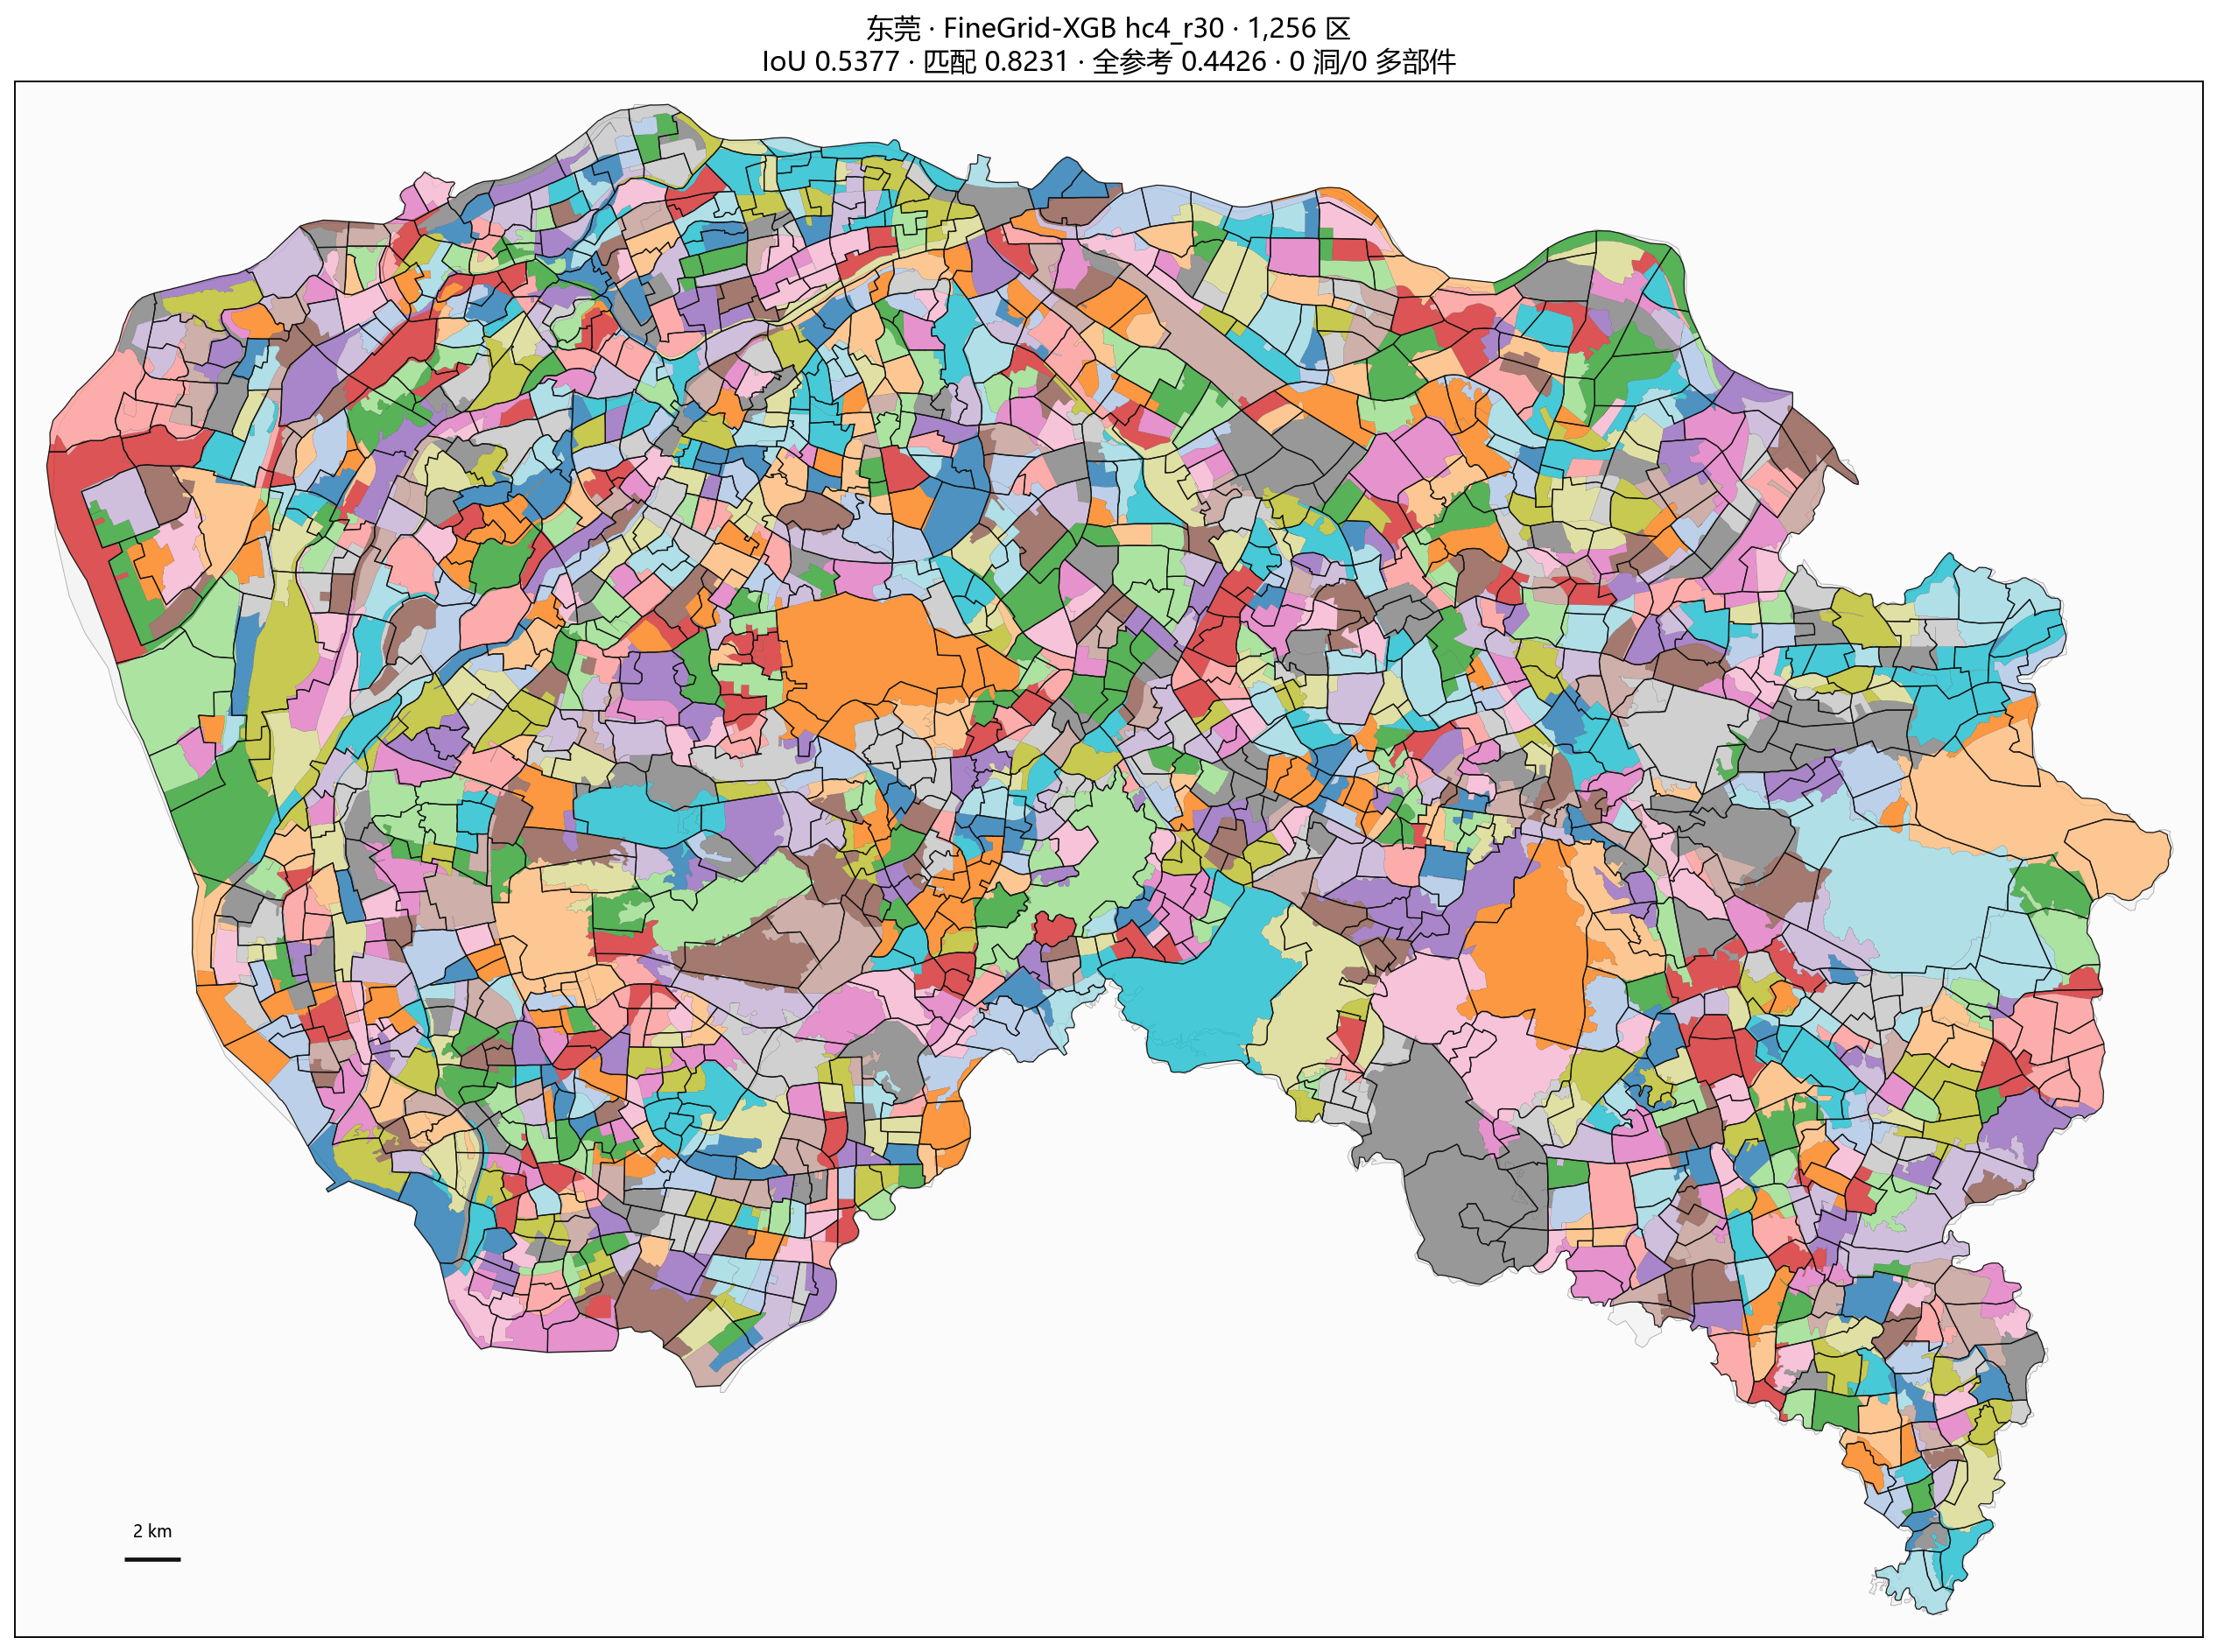 东莞 · FineGrid-XGB hc4_r30 · 1,256 区
IoU 0.5377 · 匹配 0.8231 · 全参考 0.4426 · 0 洞/0 多部件
2 km